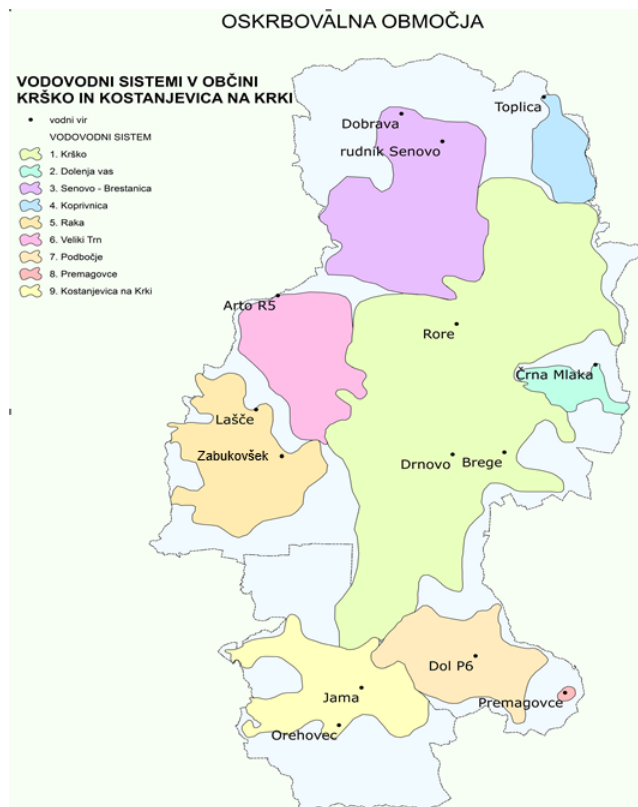 OSKRBOVALNA OBMOČJA
VODOVODNI SISTEMI V OBČINI
KRŠKO IN KOSTANJEVICA NA KRKI
vodni vir
VODOVODNI SISTEM
1. Krško
2. Dolenja vas
3. Senovo - Brestanica
4. Koprivnica
5. Raka
6. Veliki Trn
7. Podbočje
8. Premagovce
9. Kostanjevica na Krki
Toplica
Dobrava
rudnik Senovo
Arto R5
Rore
Črna Mlaka
Lašče
Zabukovšek
Drnovo
Brege
Dol P6
Jama
Premagovce
Orehovec